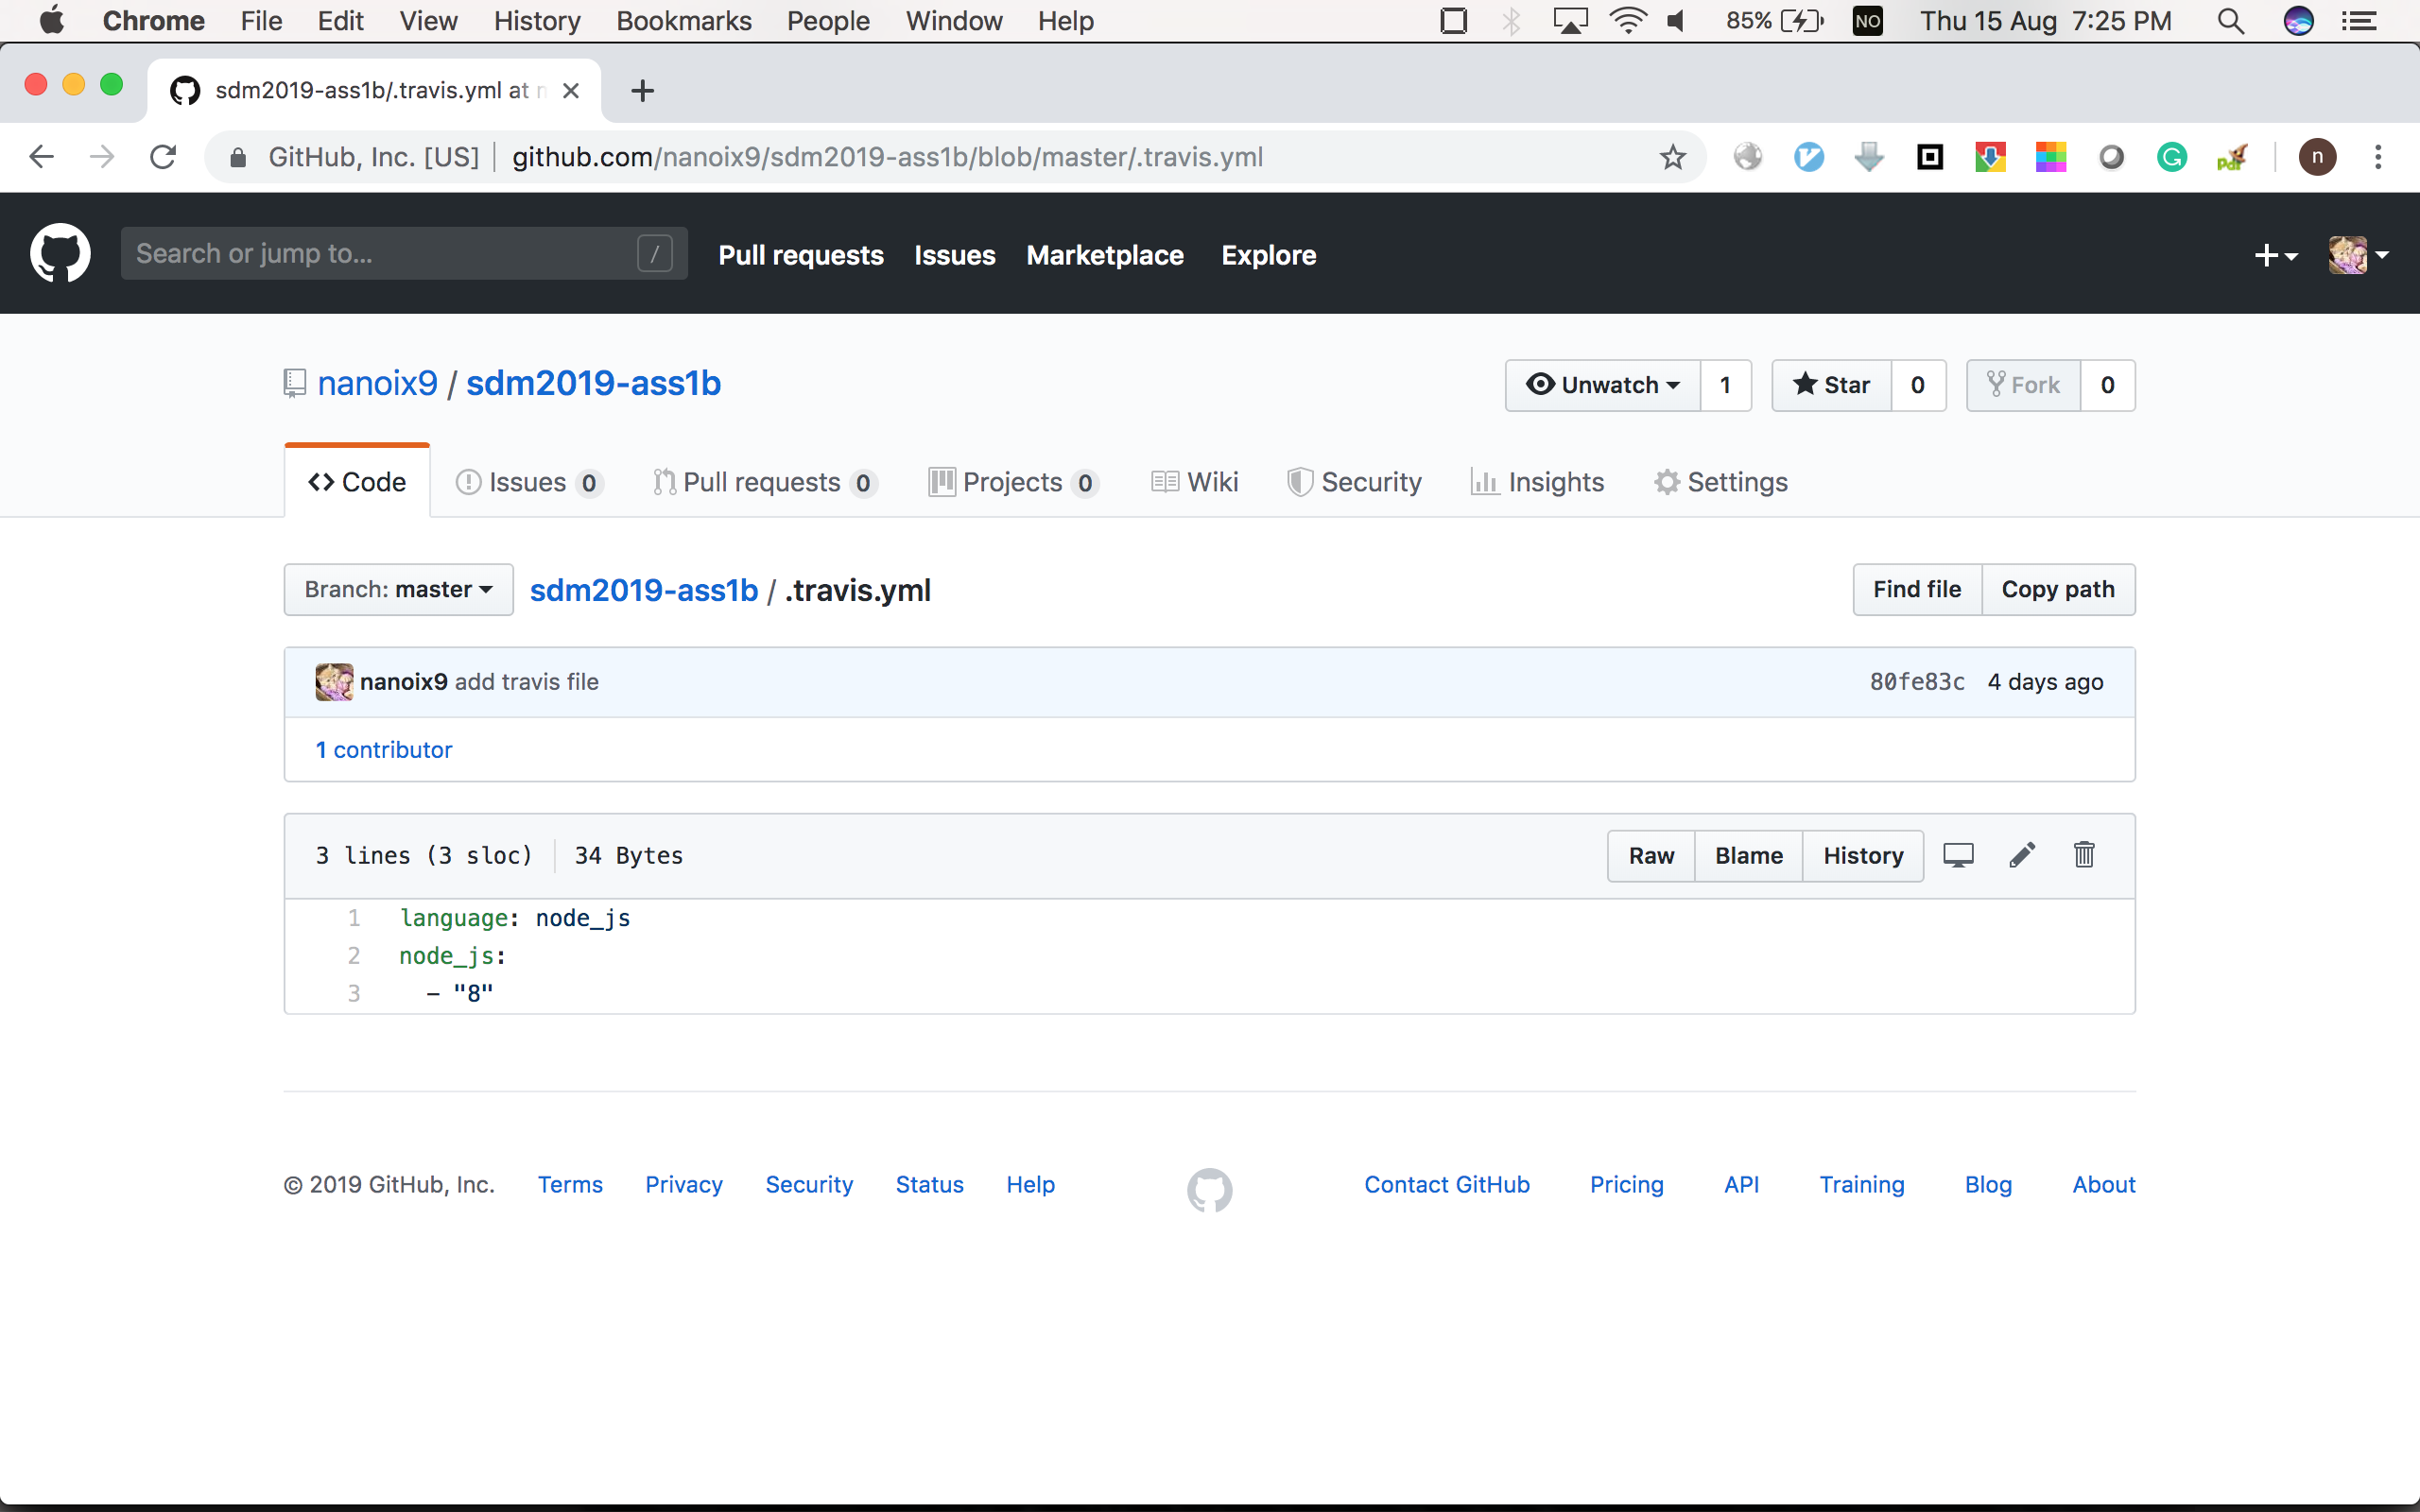 Chrome File Edit View History Bookmarks People Window Help 85% NO Thu 15 Aug 7:25 PM
sdm2019-ass1b/.travis.yml at
GitHub, Inc. [US] github.com/nanoix9/sdm2019-ass1b/blob/master/.travis.yml n
Search or jump to... / Pull requests Issues Marketplace Explore
nanoix9 / sdm2019-ass1b Unwatch 1 Star 0 Fork 0
Code Issues 0 Pull requests 0 Projects 0 Wiki Security Insights Settings
Branch: master sdm2019-ass1b / .travis.yml Find file Copy path
nanoix9 add travis file 80fe83c 4 days ago
1 contributor
3 lines (3 sloc) 34 Bytes Raw Blame History
1 language: node_js
2 node_js:
3 - "8"
© 2019 GitHub, Inc. Terms Privacy Security Status Help Contact GitHub Pricing API Training Blog About